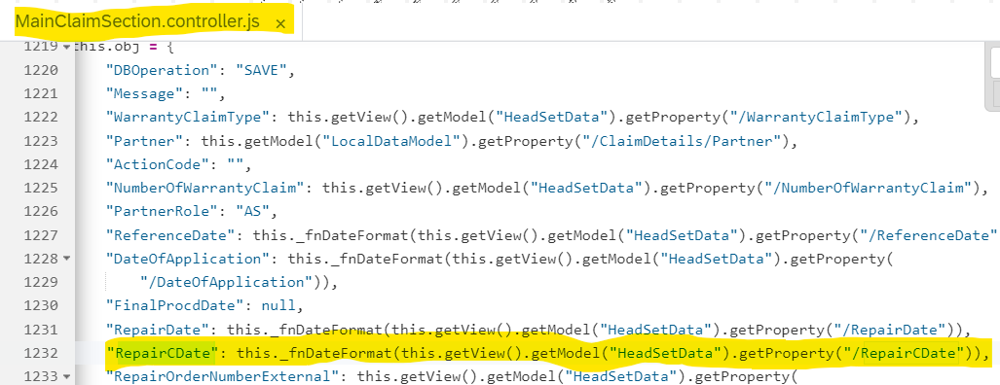 MainClaimSection.controller.js ×
1219 this.obj = {
1220 "DBOperation": "SAVE",
1221 "Message": "",
1222 "WarrantyClaimType": this.getView().getModel("HeadSetData").getProperty("/WarrantyClaimType"),
1223 "Partner": this.getModel("LocalDataModel").getProperty("/ClaimDetails/Partner"),
1224 "ActionCode": "",
1225 "NumberOfWarrantyClaim": this.getView().getModel("HeadSetData").getProperty("/NumberOfWarrantyClaim"),
1226 "PartnerRole": "AS",
1227 "ReferenceDate": this._fnDateFormat(this.getView().getModel("HeadSetData").getProperty("/ReferenceDate"
1228 "DateOfApplication": this._fnDateFormat(this.getView().getModel("HeadSetData").getProperty(
1229 "/DateOfApplication")),
1230 "FinalProcdDate": null,
1231 "RepairDate": this._fnDateFormat(this.getView().getModel("HeadSetData").getProperty("/RepairDate")),
1232 "RepairCDate": this._fnDateFormat(this.getView().getModel("HeadSetData").getProperty("/RepairCDate")),
1233 "RepairOrderNumberExternal": this.getView().getModel("HeadSetData").getProperty(